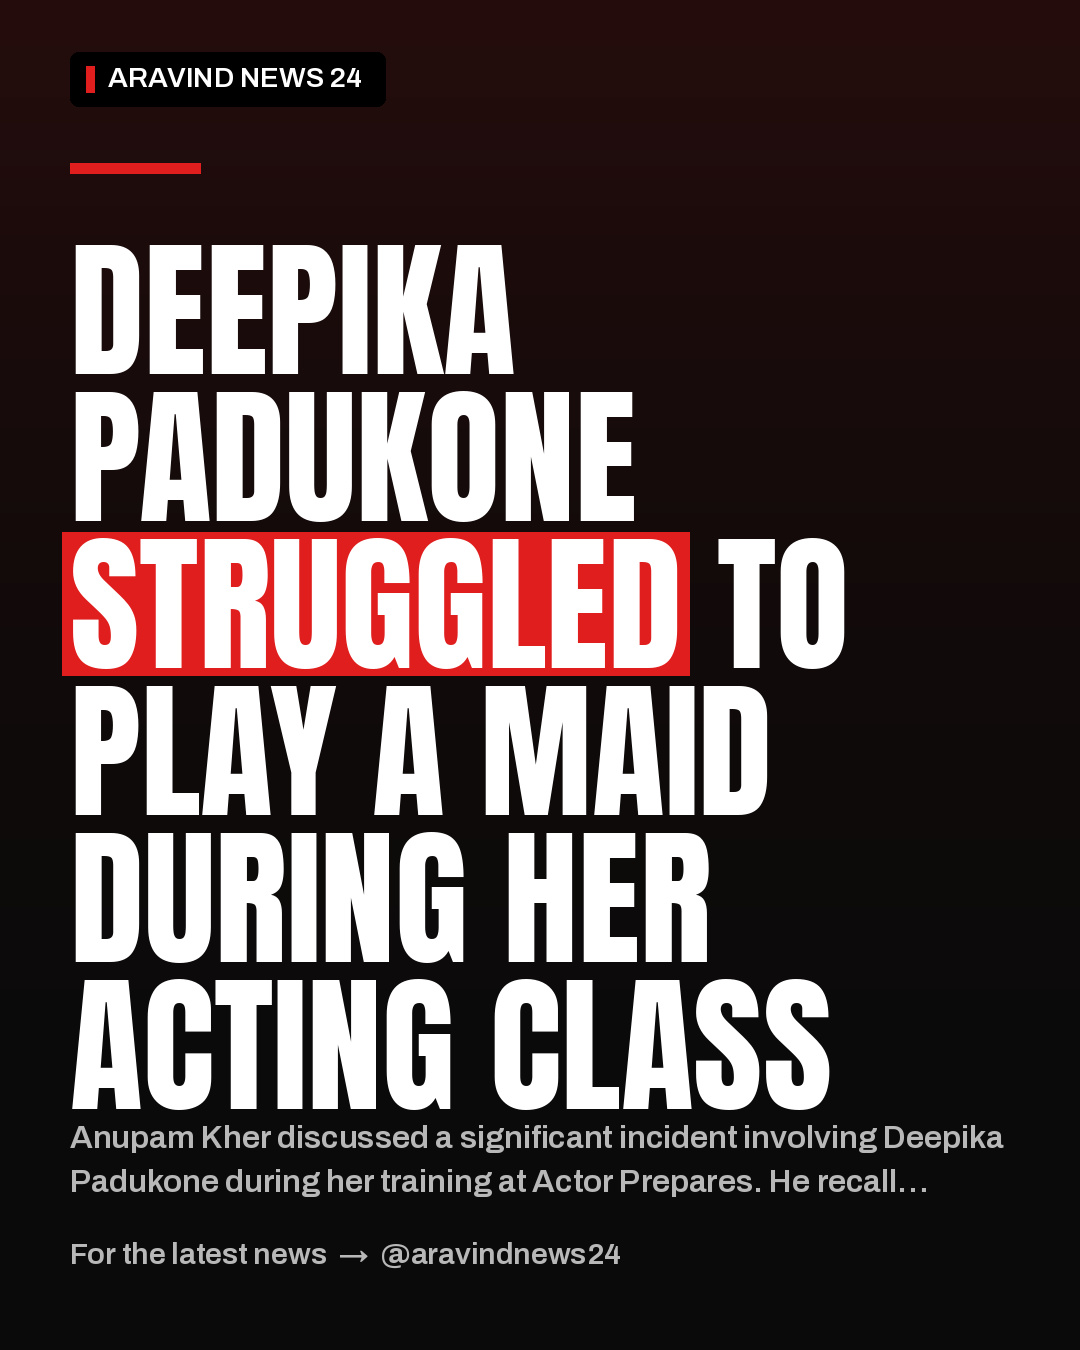 ARAVIND NEWS 24
DEEPIKA
PADUKONE
STRUGGLED TO
PLAY A MAID
DURING HER
ACTING CLASS
Anupam Kher discussed a significant incident involving Deepika
Padukone during her training at Actor Prepares. He recall...
For the latest news → @aravindnews24